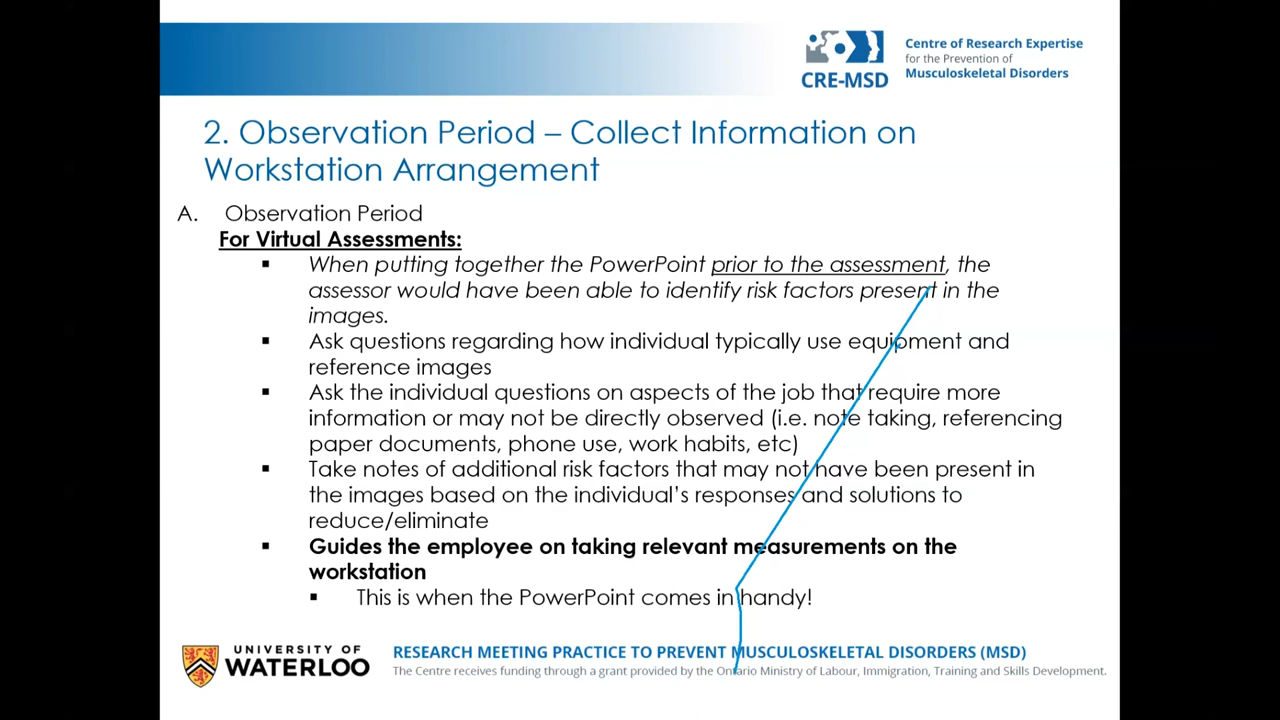 Centre of Research Expertise
for the Prevention of
Musculoskeletal Disorders
CRE-MSD
2. Observation Period – Collect Information on
Workstation Arrangement
A. Observation Period
For Virtual Assessments:
▪ When putting together the PowerPoint prior to the assessment, the
assessor would have been able to identify risk factors present in the
images.
▪ Ask questions regarding how individual typically use equipment and
reference images
▪ Ask the individual questions on aspects of the job that require more
information or may not be directly observed (i.e. note taking, referencing
paper documents, phone use, work habits, etc)
▪ Take notes of additional risk factors that may not have been present in
the images based on the individual’s responses and solutions to
reduce/eliminate
▪ Guides the employee on taking relevant measurements on the
workstation
▪ This is when the PowerPoint comes in handy!
UNIVERSITY OF
WATERLOO
RESEARCH MEETING PRACTICE TO PREVENT MUSCULOSKELETAL DISORDERS (MSD)
The Centre receives funding through a grant provided by the Ontario Ministry of Labour, Immigration, Training and Skills Development.